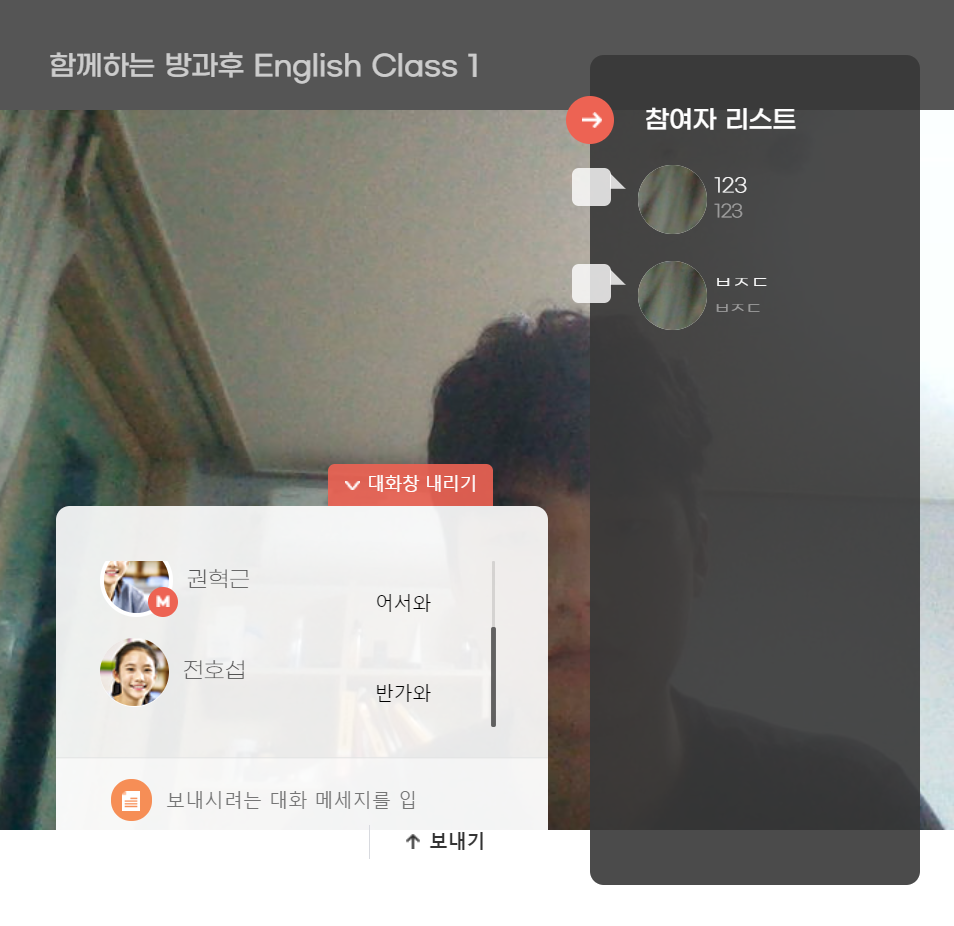 함께하는 방과후 English Class 1
참여자 리스트
123
123
ㅂㅈㄷ
ㅂㅈㄷ
대화창 내리기
권혁근
M
어서와
전호섭
반가와
보내시려는 대화 메세지를 입
보내기